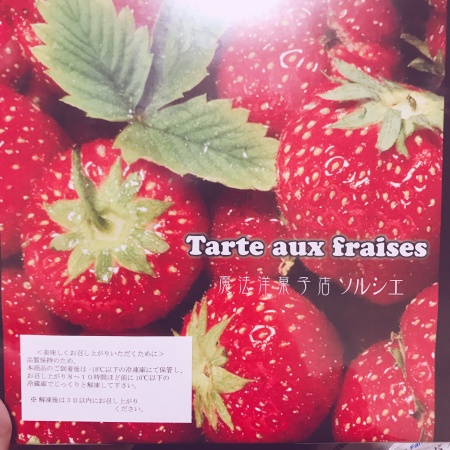 Tarte aux fraises
魔法洋菓子店 ソルシエ
<美味しくお召し上がりいただくために>
品質保持のため、
本商品のご到着後は-18℃以下の冷凍庫にて保管し、
お召し上がり8～10時間ほど前に10℃以下の
冷蔵庫でじっくりと解凍して下さい。
※ 解凍後は3日以内にお召し上がり
ください。